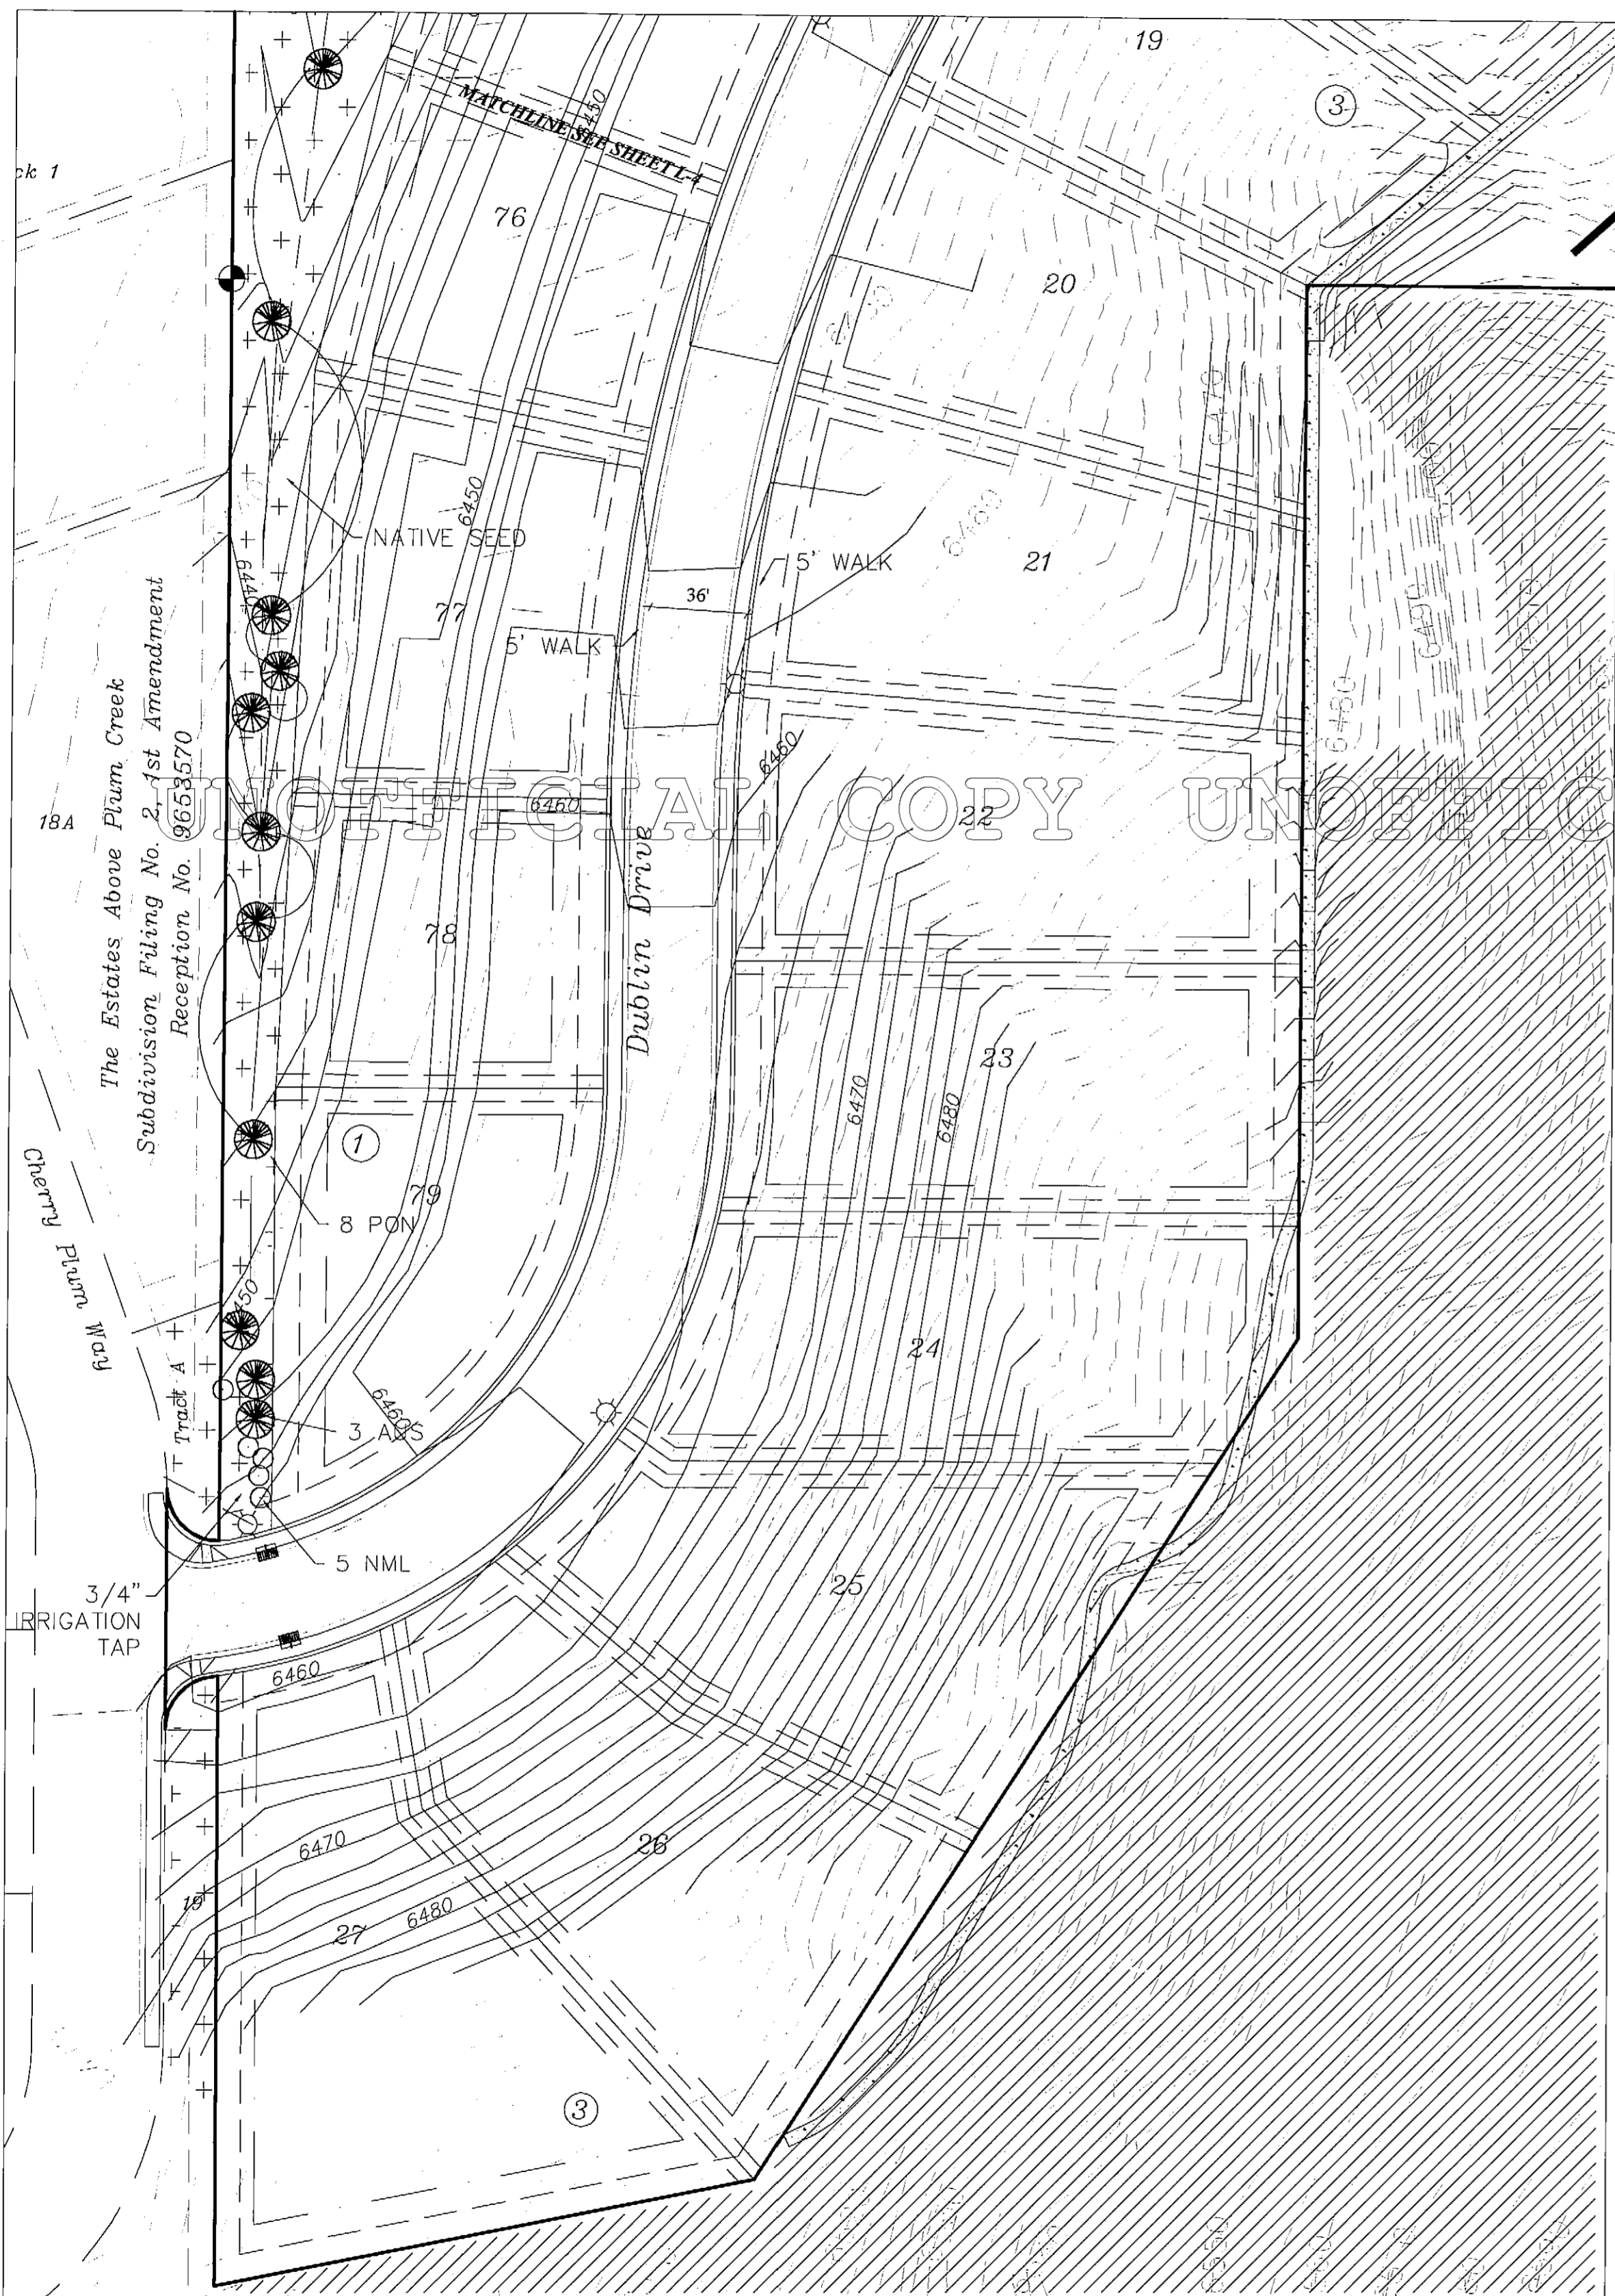 19
3
MATCHLINE SEE SHEET L-4
ck 1
76
20
6450
NATIVE SEED
6460
21
5' WALK
36'
77
5' WALK
6440
6490
6450
The Estates Above Plum Creek
Subdivision Filing No. 2, 1st Amendment
Reception No. 9653570
6460
UNOFFICIAL COPY UNOFFIC
6460
22
18A
Dublin Drive
78
23
6470
6480
1
79
Cherry Plum Way
8 PON
24
Tract A
6460
3 AUS
5 NML
25
3/4"
IRRIGATION
TAP
6460
6470
26
19
27
6480
3